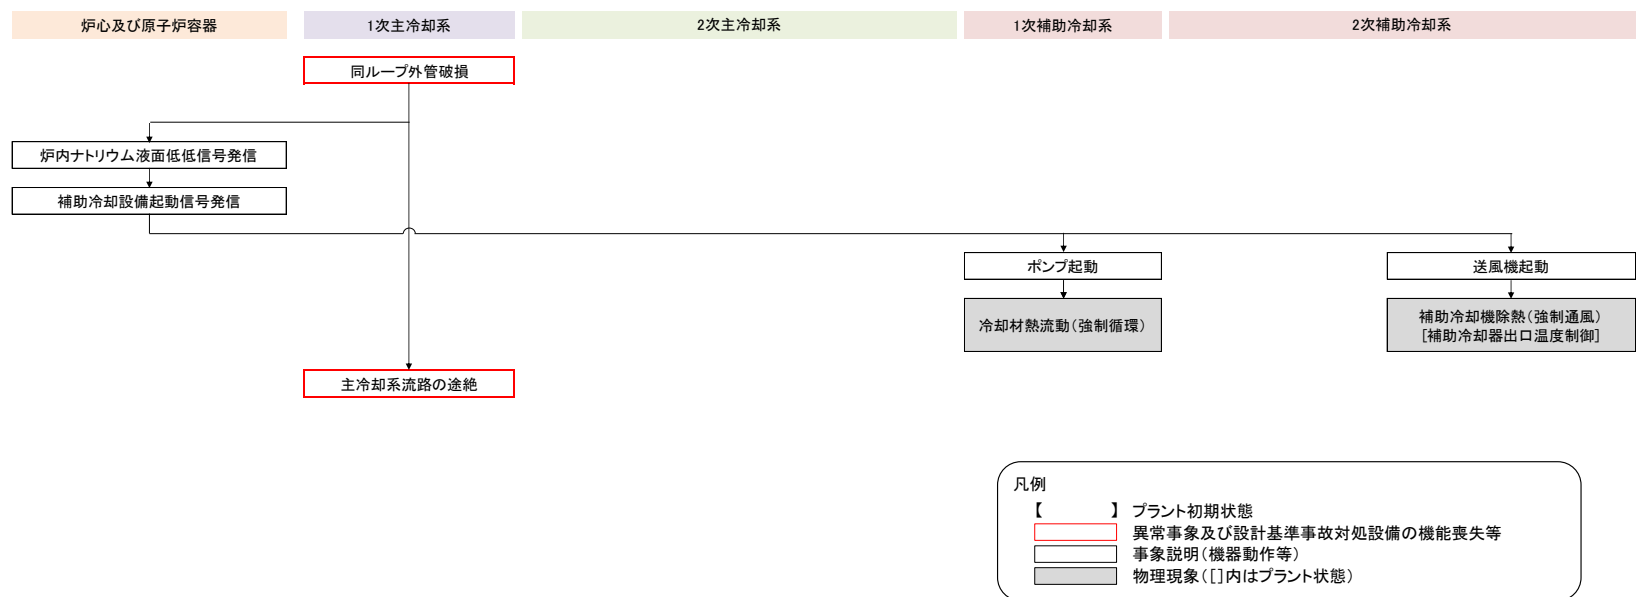 炉心及び原子炉容器
1次主冷却系
2次主冷却系
1次補助冷却系
2次補助冷却系
同ループ外管破損
炉内ナトリウム液面低低信号発信
補助冷却設備起動信号発信
ポンプ起動
送風機起動
冷却材熱流動(強制循環)
補助冷却機除熱(強制通風)
[補助冷却器出口温度制御]
主冷却系流路の途絶
凡例
【 】 プラント初期状態
異常事象及び設計基準事故対処設備の機能喪失等
事象説明(機器動作等)
物理現象([]内はプラント状態)